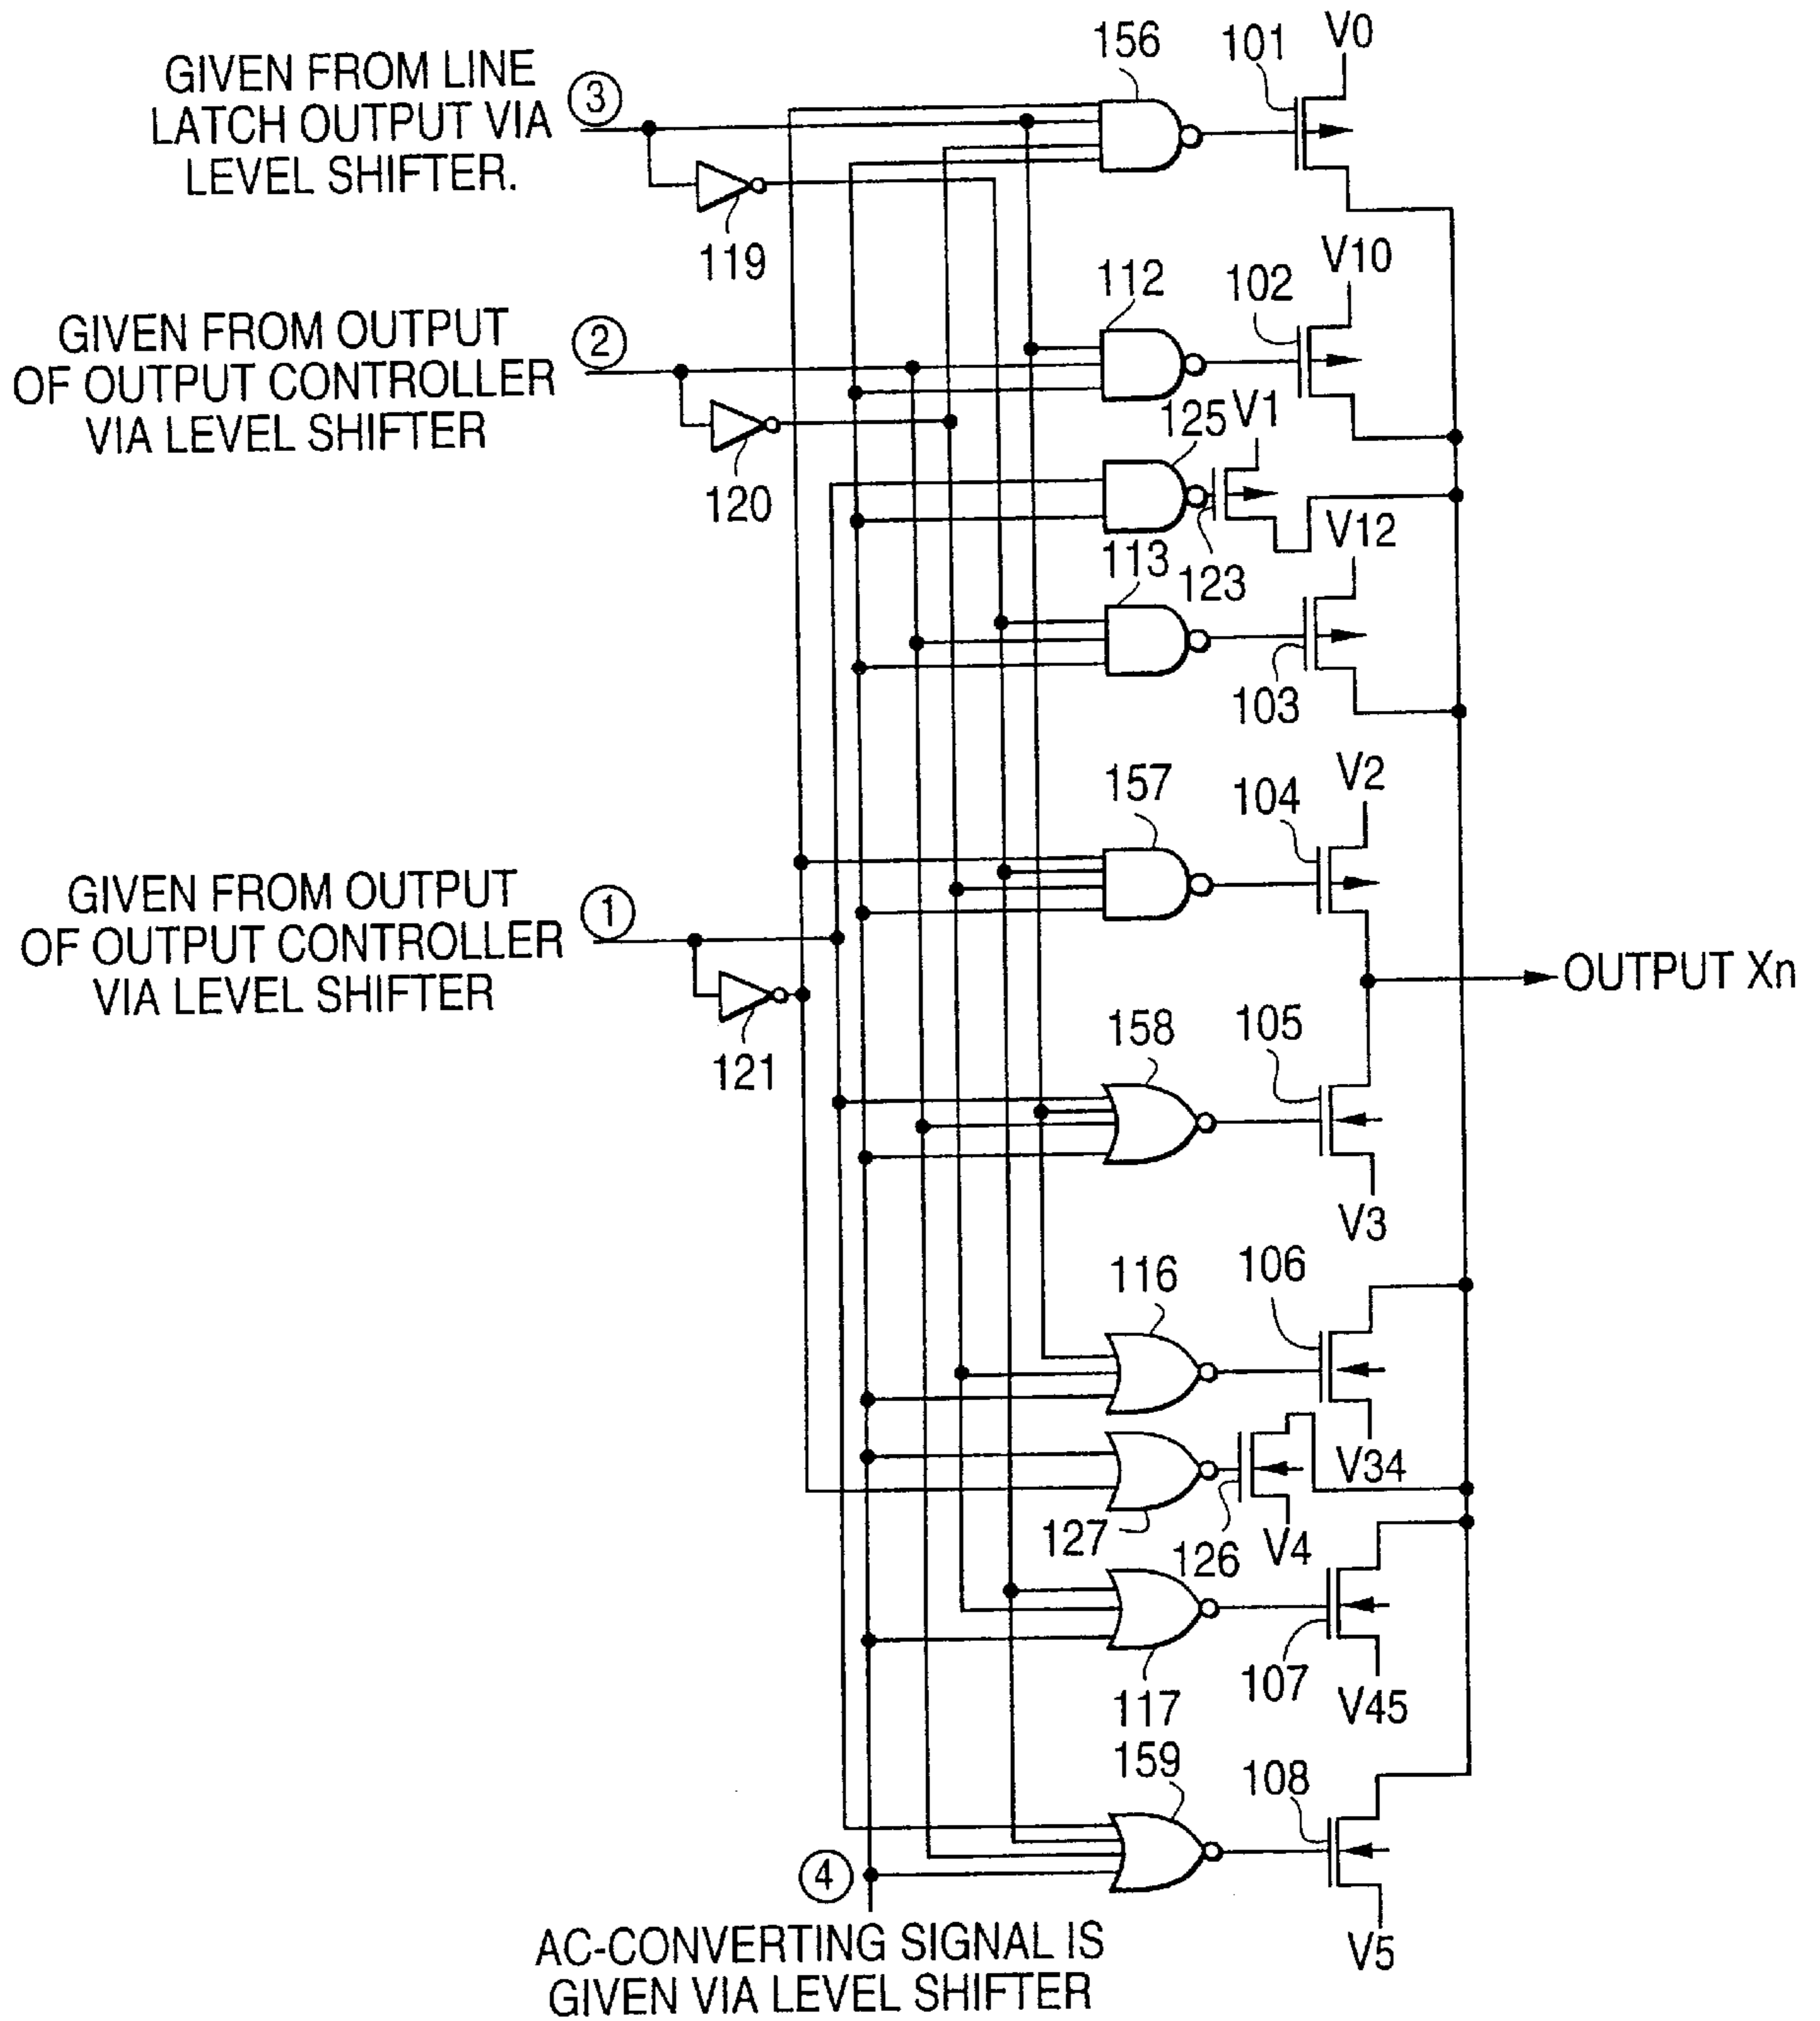 156
101
V0
GIVEN FROM LINE
LATCH OUTPUT VIA
LEVEL SHIFTER.
3
119
V10
112
102
GIVEN FROM OUTPUT
OF OUTPUT CONTROLLER
VIA LEVEL SHIFTER
2
120
125
V1
V12
113
123
103
V2
157
104
GIVEN FROM OUTPUT
OF OUTPUT CONTROLLER
VIA LEVEL SHIFTER
1
OUTPUT Xn
121
158
105
V3
116
106
V34
127
126
V4
107
117
V45
159
108
4
V5
AC-CONVERTING SIGNAL IS
GIVEN VIA LEVEL SHIFTER